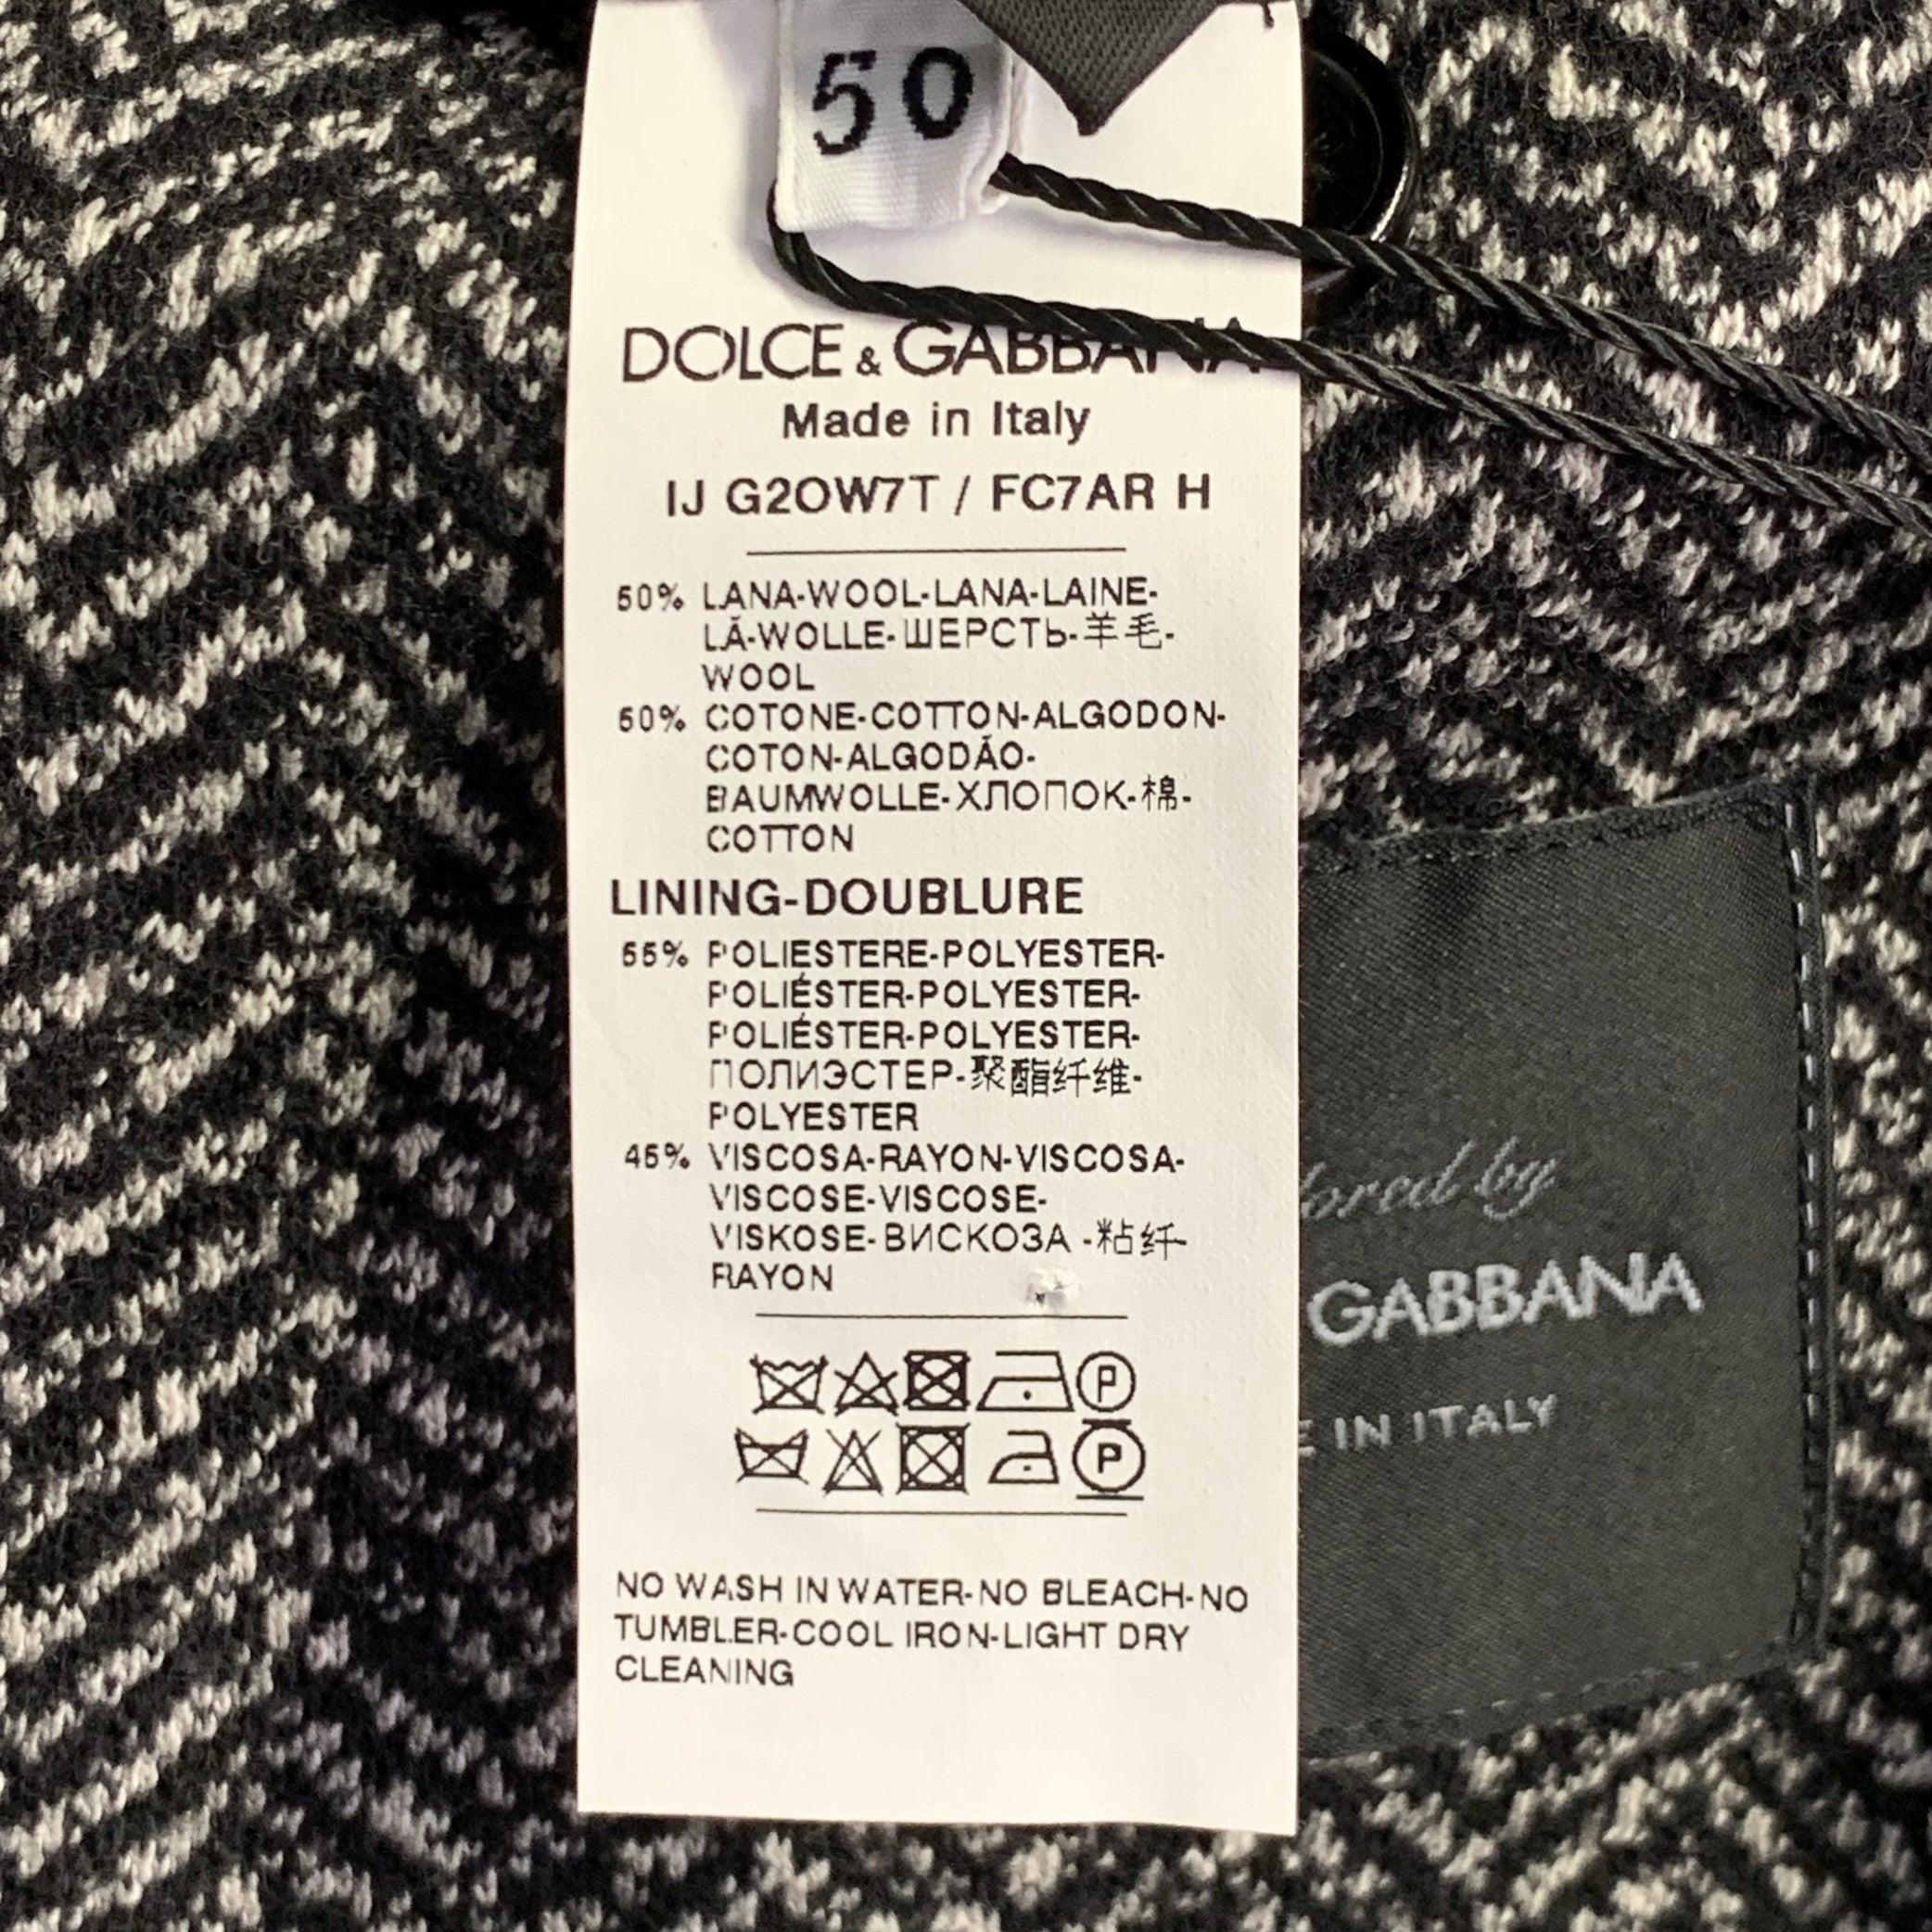 50
DOLCE & GABBANA
Made in Italy
IJ G2OW7T / FC7AR H
50% LANA-WOOL-LANA-LAINE-
LÃ-WOLLE-ШЕРСТЬ-羊毛-
WOOL
50% COTONE-COTTON-ALGODON-
COTON-ALGODÃO-
BAUMWOLLE-ХЛОПОК-棉-
COTTON
LINING-DOUBLURE
55% POLIESTERE-POLYESTER-
POLIÉSTER-POLYESTER-
POLIÉSTER-POLYESTER-
ПОЛИЭСТЕР-聚酯纤维-
POLYESTER
45% VISCOSA-RAYON-VISCOSA-
VISCOSE-VISCOSE-
VISKOSE-ВИСКОЗА -粘纤-
RAYON
P
P
NO WASH IN WATER-NO BLEACH-NO
TUMBLER-COOL IRON-LIGHT DRY
CLEANING
by
GABBANA
IN ITALY